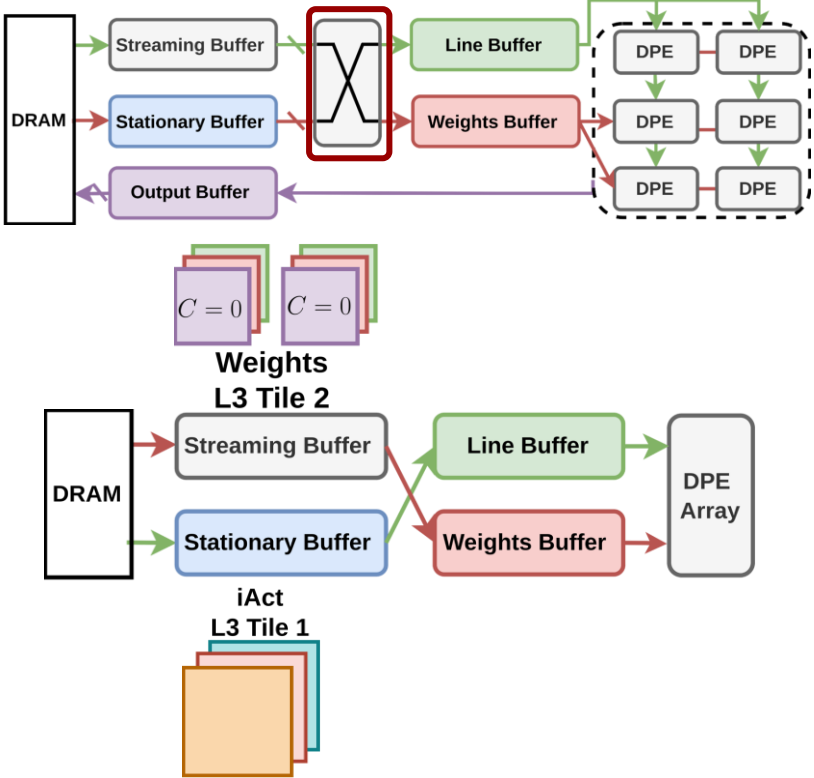 Streaming Buffer
Line Buffer
DPE
DPE
DRAM
Stationary Buffer
Weights Buffer
DPE
DPE
Output Buffer
DPE
DPE
C = 0
C = 0
Weights
L3 Tile 2
Streaming Buffer
Line Buffer
DRAM
DPE
Array
Stationary Buffer
Weights Buffer
iAct
L3 Tile 1